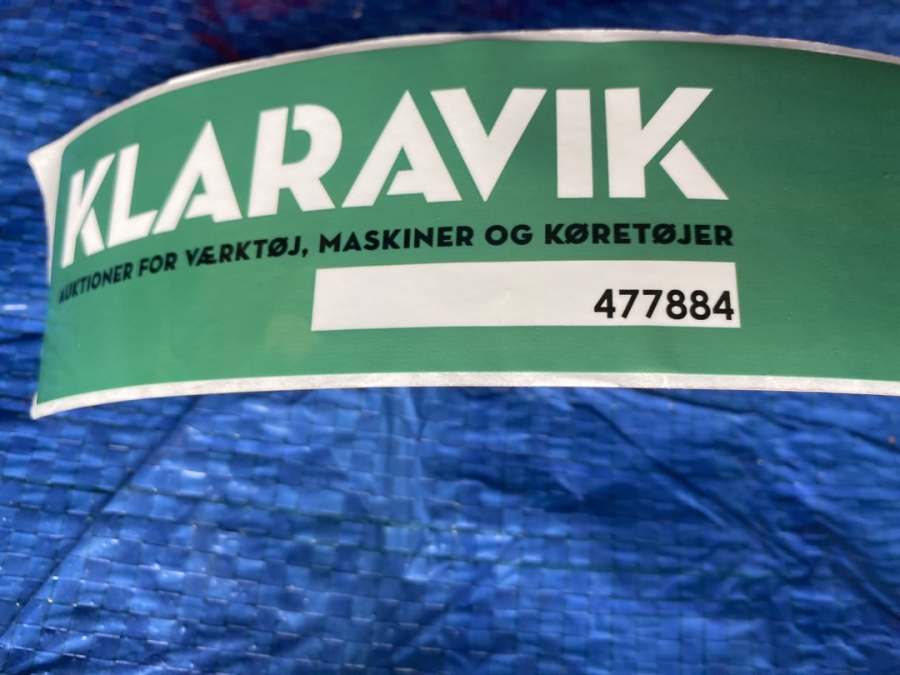 KLARAVIK
AUKTIONER FOR VÆRKTØJ, MASKINER OG KØRETØJER
477884